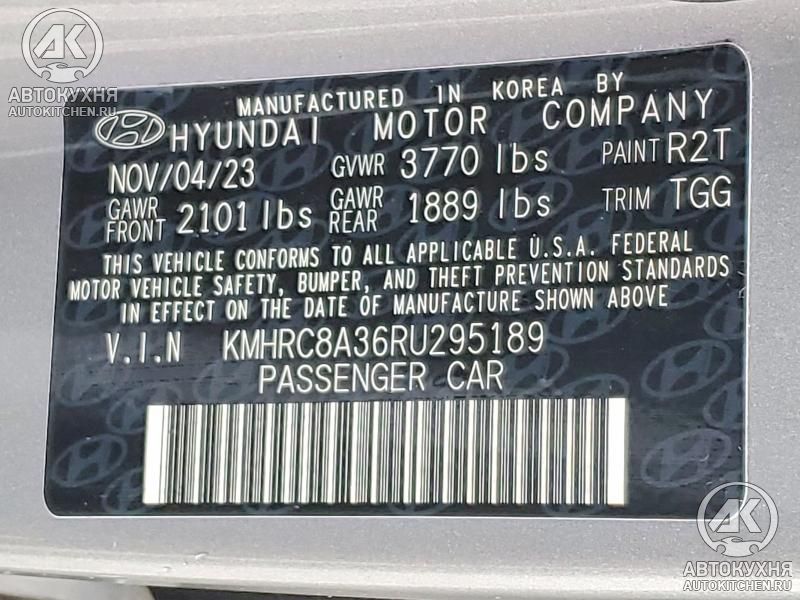 АК
АВТОКУХНЯ
AUTOKITCHEN.RU
MANUFACTURED IN KOREA BY
HYUNDAI MOTOR COMPANY
NOV/04/23 GVWR 3770 lbs PAINT R2T
GAWR FRONT 2101 lbs GAWR REAR 1889 lbs TRIM TGG
THIS VEHICLE CONFORMS TO ALL APPLICABLE U.S.A. FEDERAL
MOTOR VEHICLE SAFETY, BUMPER, AND THEFT PREVENTION STANDARDS
IN EFFECT ON THE DATE OF MANUFACTURE SHOWN ABOVE
V.I.N KMHRC8A36RU295189
PASSENGER CAR
АК
АВТОКУХНЯ
AUTOKITCHEN.RU